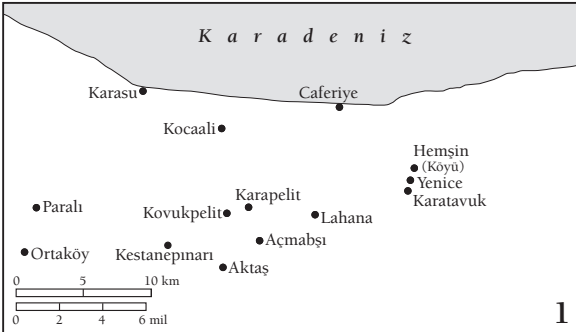 Karadeniz
Karasu
Caferiye
Kocaali
Hemşin
(Köyü)
Yenice
Karatavuk
Paralı
Karapelit
Kovukpelit
Lahana
Ortaköy
Kestanepınarı
Açmabşı
Aktaş
0 5 10 km
0 2 4 6 mil
1